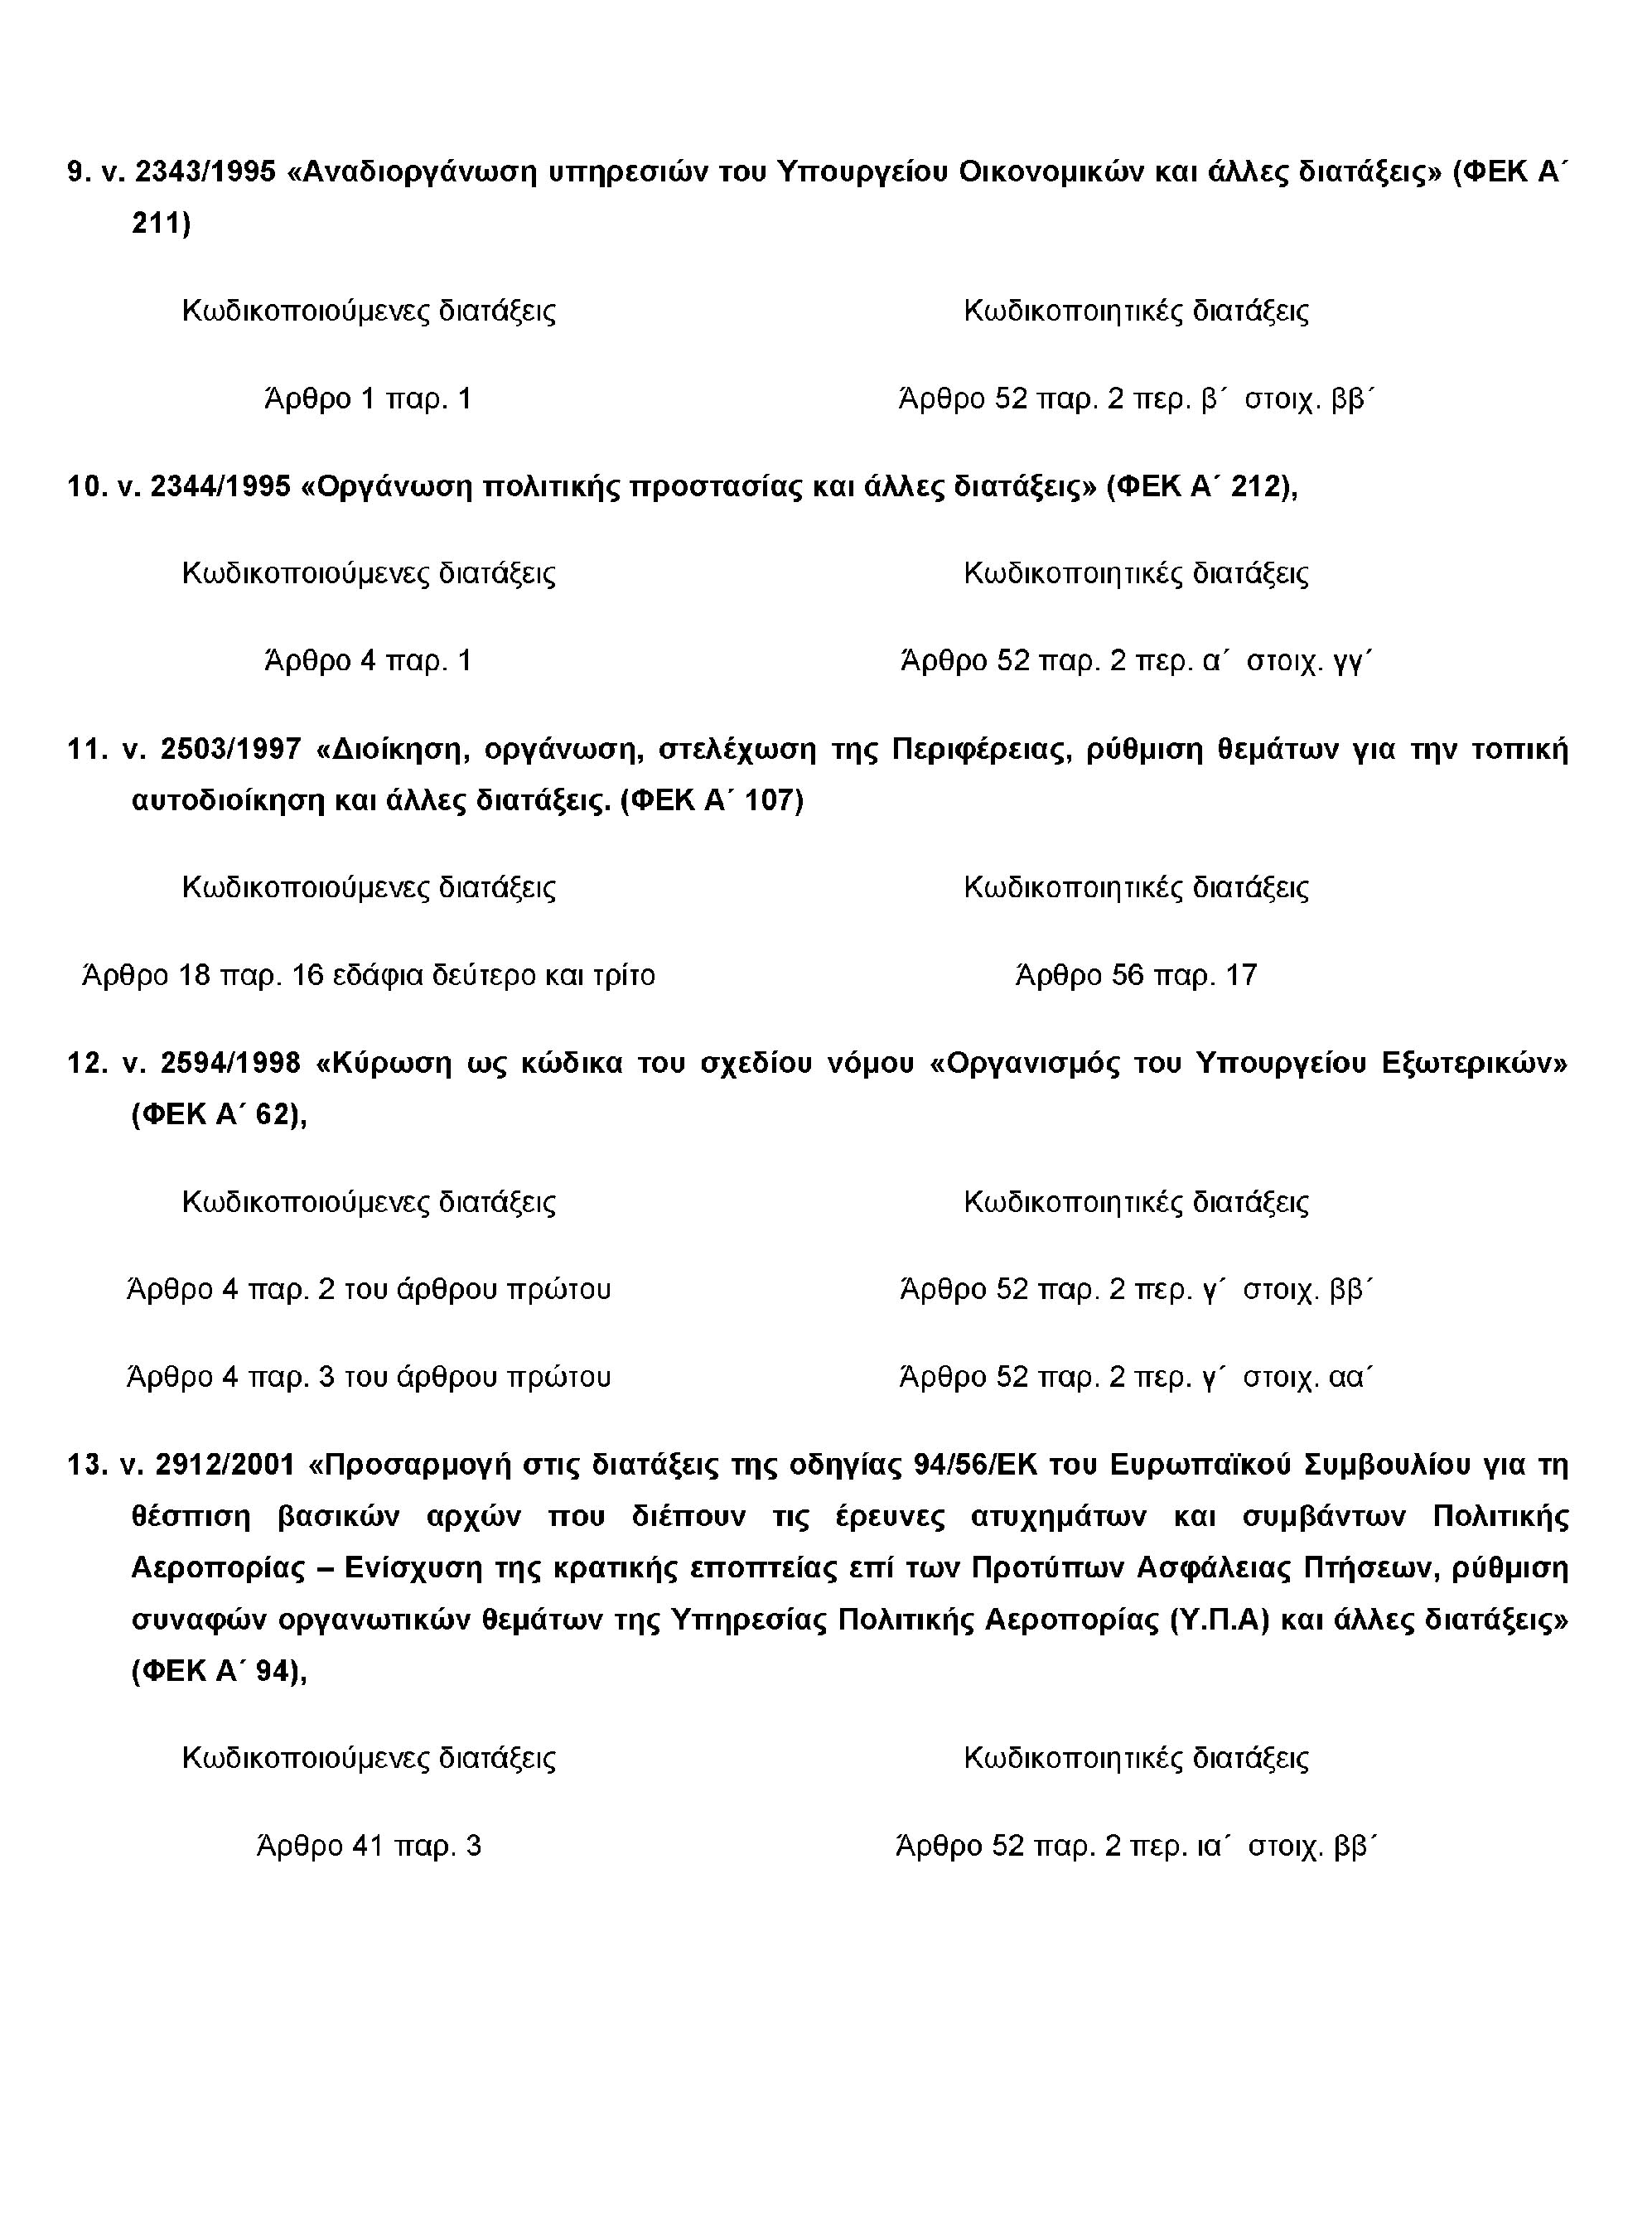 9. ν. 2343/1995 «Αναδιοργάνωση υπηρεσιών του Υπουργείου Οικονομικών και άλλες διατάξεις» (ΦΕΚ Α΄
211)
Κωδικοποιούμενες διατάξεις Κωδικοποιητικές διατάξεις
Άρθρο 1 παρ. 1 Άρθρο 52 παρ. 2 περ. β΄ στοιχ. ββ΄
10. ν. 2344/1995 «Οργάνωση πολιτικής προστασίας και άλλες διατάξεις» (ΦΕΚ Α΄ 212),
Κωδικοποιούμενες διατάξεις Κωδικοποιητικές διατάξεις
Άρθρο 4 παρ. 1 Άρθρο 52 παρ. 2 περ. α΄ στοιχ. γγ΄
11. ν. 2503/1997 «Διοίκηση, οργάνωση, στελέχωση της Περιφέρειας, ρύθμιση θεμάτων για την τοπική
αυτοδιοίκηση και άλλες διατάξεις. (ΦΕΚ Α΄ 107)
Κωδικοποιούμενες διατάξεις Κωδικοποιητικές διατάξεις
Άρθρο 18 παρ. 16 εδάφια δεύτερο και τρίτο Άρθρο 56 παρ. 17
12. ν. 2594/1998 «Κύρωση ως κώδικα του σχεδίου νόμου «Οργανισμός του Υπουργείου Εξωτερικών»
(ΦΕΚ Α΄ 62),
Κωδικοποιούμενες διατάξεις Κωδικοποιητικές διατάξεις
Άρθρο 4 παρ. 2 του άρθρου πρώτου Άρθρο 52 παρ. 2 περ. γ΄ στοιχ. ββ΄
Άρθρο 4 παρ. 3 του άρθρου πρώτου Άρθρο 52 παρ. 2 περ. γ΄ στοιχ. αα΄
13. ν. 2912/2001 «Προσαρμογή στις διατάξεις της οδηγίας 94/56/ΕΚ του Ευρωπαϊκού Συμβουλίου για τη
θέσπιση βασικών αρχών που διέπουν τις έρευνες ατυχημάτων και συμβάντων Πολιτικής
Αεροπορίας – Ενίσχυση της κρατικής εποπτείας επί των Προτύπων Ασφάλειας Πτήσεων, ρύθμιση
συναφών οργανωτικών θεμάτων της Υπηρεσίας Πολιτικής Αεροπορίας (Υ.Π.Α) και άλλες διατάξεις»
(ΦΕΚ Α΄ 94),
Κωδικοποιούμενες διατάξεις Κωδικοποιητικές διατάξεις
Άρθρο 41 παρ. 3 Άρθρο 52 παρ. 2 περ. ια΄ στοιχ. ββ΄